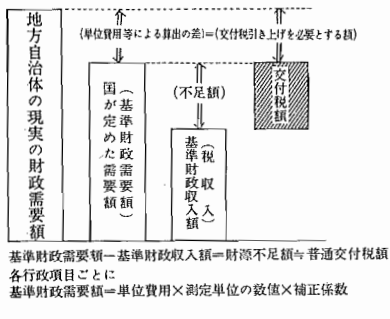 地方自治体の現実の財政需要額
(単位費用等による算出の差)=(交付税引き上げを必要とする額)
国が定めた需要額
(基準財政需要額)
(不足額)
基準財政収入額
(税収入)
交付税額
基準財政需要額−基準財政収入額=財源不足額≒普通交付税額
各行政項目ごとに
基準財政需要額=単位費用×測定単位の数値×補正係数